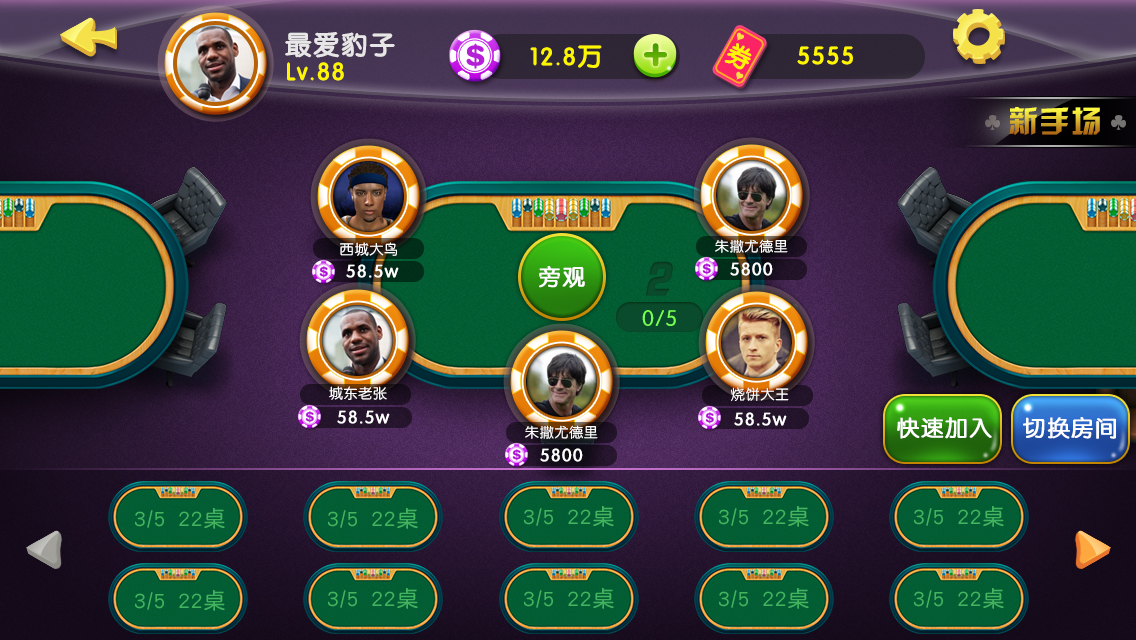 最爱豹子
Lv.88
12.8万
券
5555
新手场
西城大鸟
58.5w
朱撒尤德里
5800
旁观
2
0/5
城东老张
58.5w
烧饼大王
58.5w
朱撒尤德里
5800
快速加入
切换房间
3/5 22桌
3/5 22桌
3/5 22桌
3/5 22桌
3/5 22桌
3/5 22桌
3/5 22桌
3/5 22桌
3/5 22桌
3/5 22桌